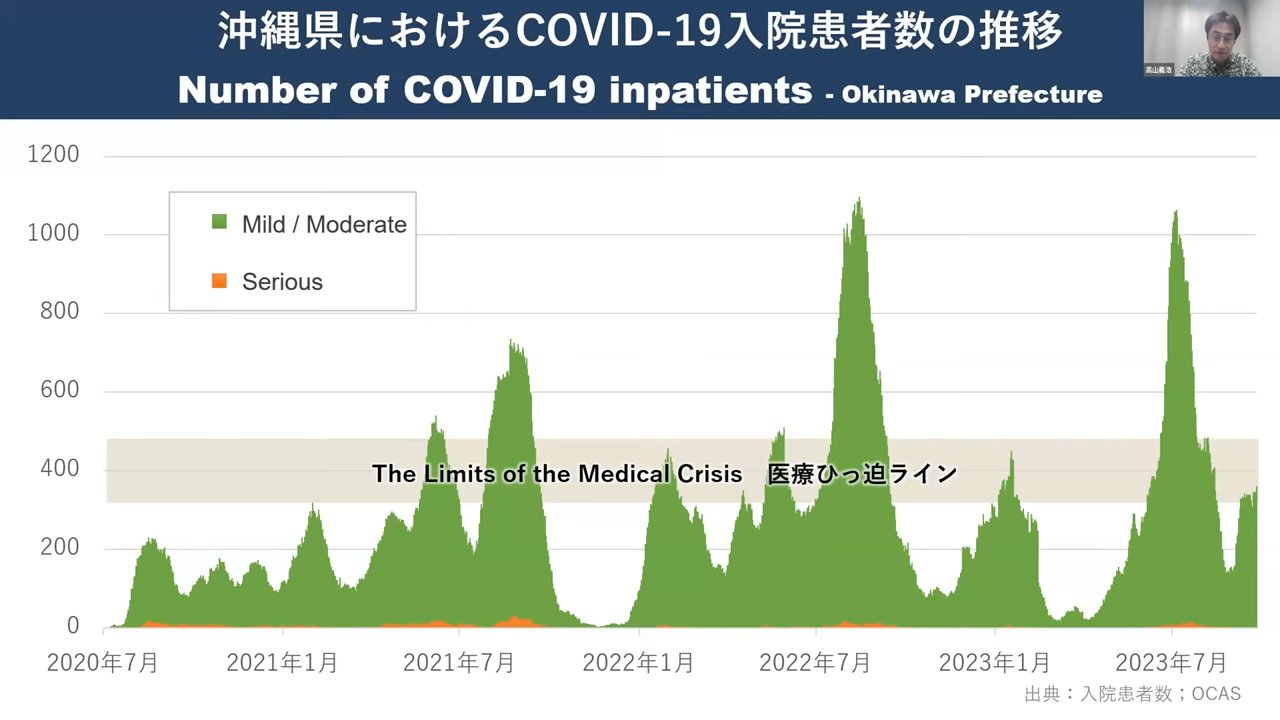 沖縄県におけるCOVID-19入院患者数の推移
Number of COVID-19 inpatients - Okinawa Prefecture
高山義浩
1200
1000
800
600
400
200
0
Mild / Moderate
Serious
The Limits of the Medical Crisis 医療ひっ迫ライン
2020年7月 2021年1月 2021年7月 2022年1月 2022年7月 2023年1月 2023年7月
出典：入院患者数；OCAS